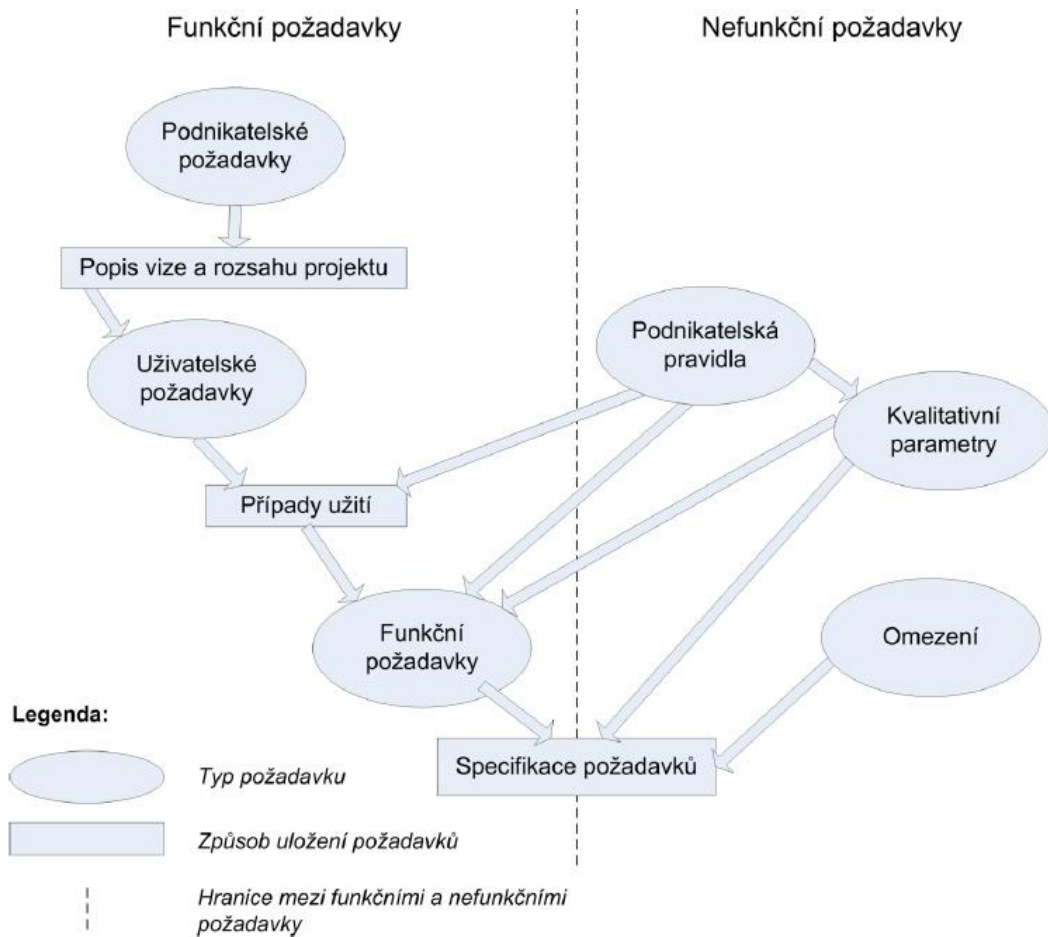 Funkční požadavky
Nefunkční požadavky
Podnikatelské
požadavky
Popis vize a rozsahu projektu
Uživatelské
požadavky
Podnikatelská
pravidla
Kvalitativní
parametry
Případy užití
Funkční
požadavky
Omezení
Specifikace požadavků
Legenda:
Typ požadavku
Způsob uložení požadavků
Hranice mezi funkčními a nefunkčními
požadavky